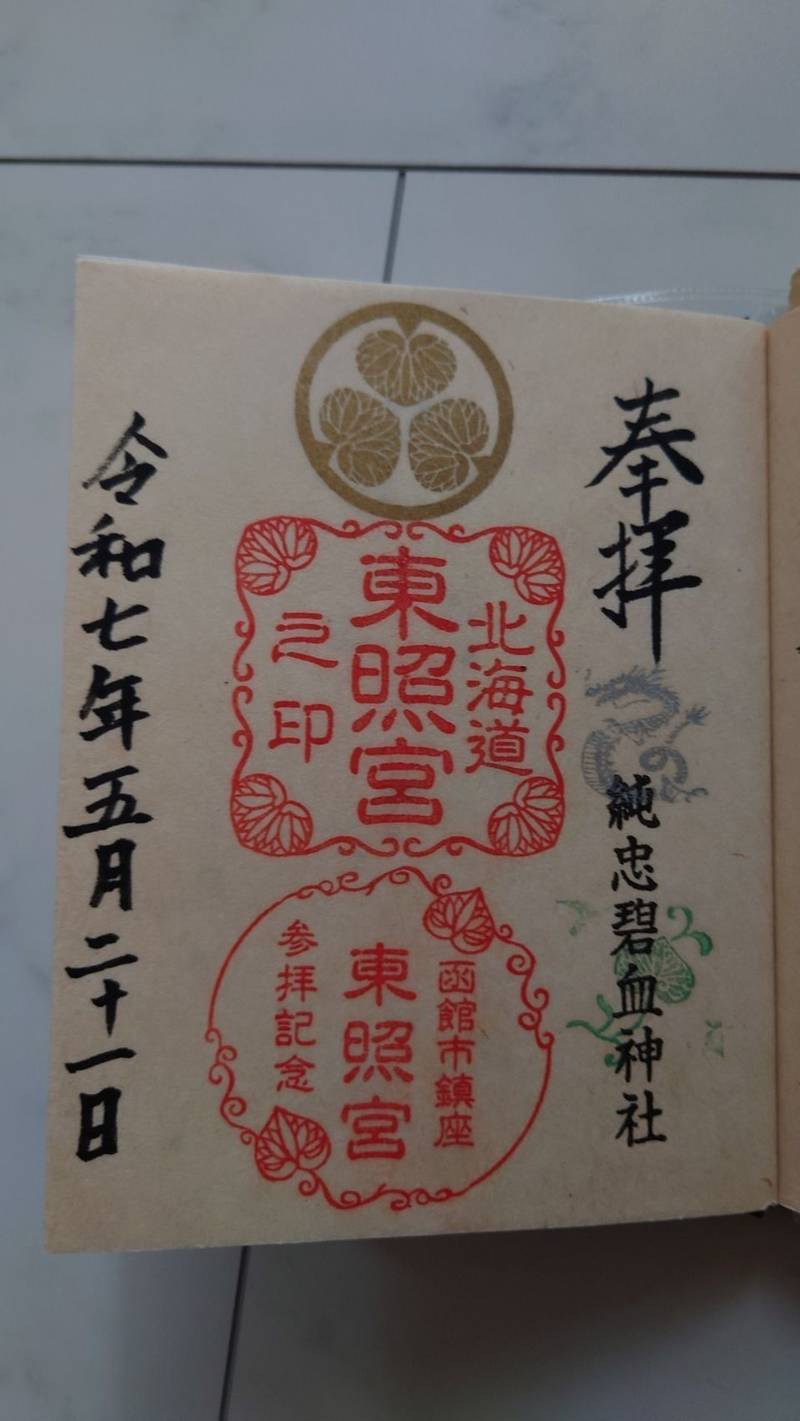 奉拝
純忠碧血神社
北海道
東照宮
之印
函館市鎮座
東照宮
参拝記念
令和七年五月二十一日